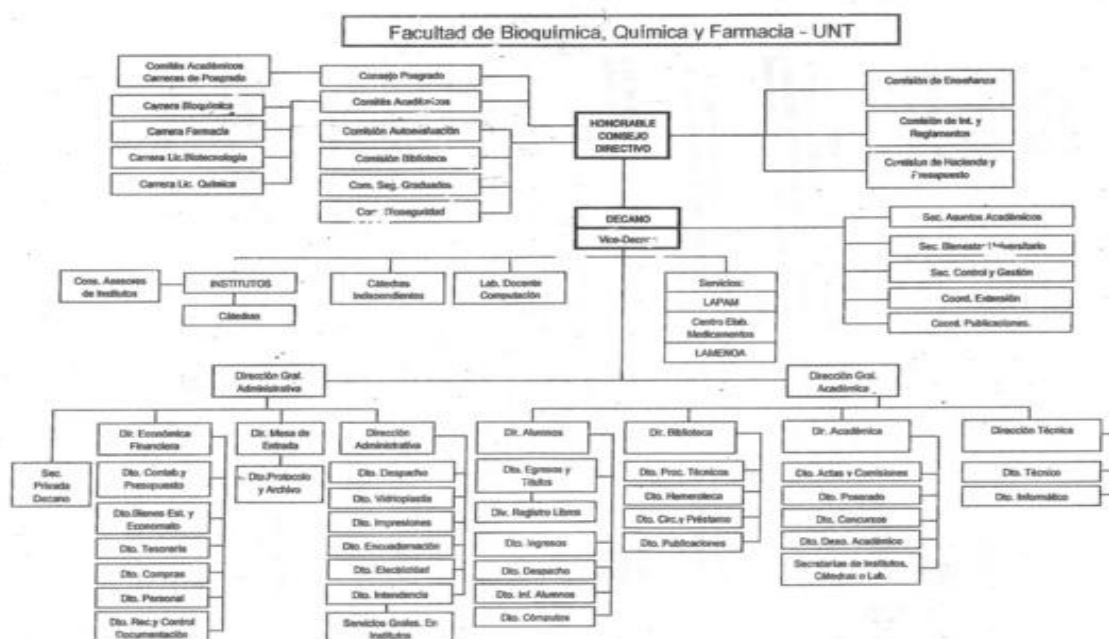 Facultad de Bioquímica, Química y Farmacia - UNT
Comités Académicos
Carreras de Posgrado
Consejo Posgrado
Comités Académicos
Carrera Bioquímica
Carrera Farmacia
Carrera Lic.Biotecnología
Carrera Lic. Química
Comisión Autoevaluación
Comisión Biblioteca
Com. Seg. Graduados
Bioseguridad
HONORABLE
CONSEJO
DIRECTIVO
Comisión de Enseñanza
Comisión de Int. y
Reglamentos
Comision de Hacienda y
Presupuesto
DECANO
Vice-Decano
Sec. Asuntos Académicos
Sec. Bienestar Universitario
Sec. Control y Gestión
Coord. Extensión
Coord. Publicaciones.
Cons. Asesores
de Institutos
INSTITUTOS
Cátedras
Cátedras
Independientes
Lab. Docente
Computación
Servicios:
LAPAM
Centro Elab.
Medicamentos
LAMENOA
Dirección Gral.
Administrativa
Dirección Gral.
Académica
Sec.
Privada
Decano
Dir. Económica
Financiera
Dto. Contab.y
Presupuesto
Dto.Bienes Est. y
Economato
Dto. Tesorería
Dto. Compras
Dto. Personal
Dto. Rec.y Control
Documentación
Dir. Mesa de
Entrada
Dto.Protocolo
y Archivo
Dirección
Administrativa
Dto. Despacho
Dto. Vidrioplastía
Dto. Impresiones
Dto. Encuadernación
Dto. Electricidad
Dto. Intendencia
Servicios Grales. En
Institutos
Dir. Alumnos
Dto. Egresos y
Títulos
Div. Registro Libros
Dto. Ingresos
Dto. Despacho
Dto. Inf. Alumnos
Dto. Cómputos
Dir. Biblioteca
Dto. Proc. Técnicos
Dto. Hemeroteca
Dto. Circ.y Préstamo
Dto. Publicaciones
Dir. Académica
Dto. Actas y Comisiones
Dto. Posgrado
Dto. Concursos
Dto. Desp. Académico
Secretarías de Institutos,
Cátedras o Lab.
Dirección Técnica
Dto. Técnico
Dto. Informático